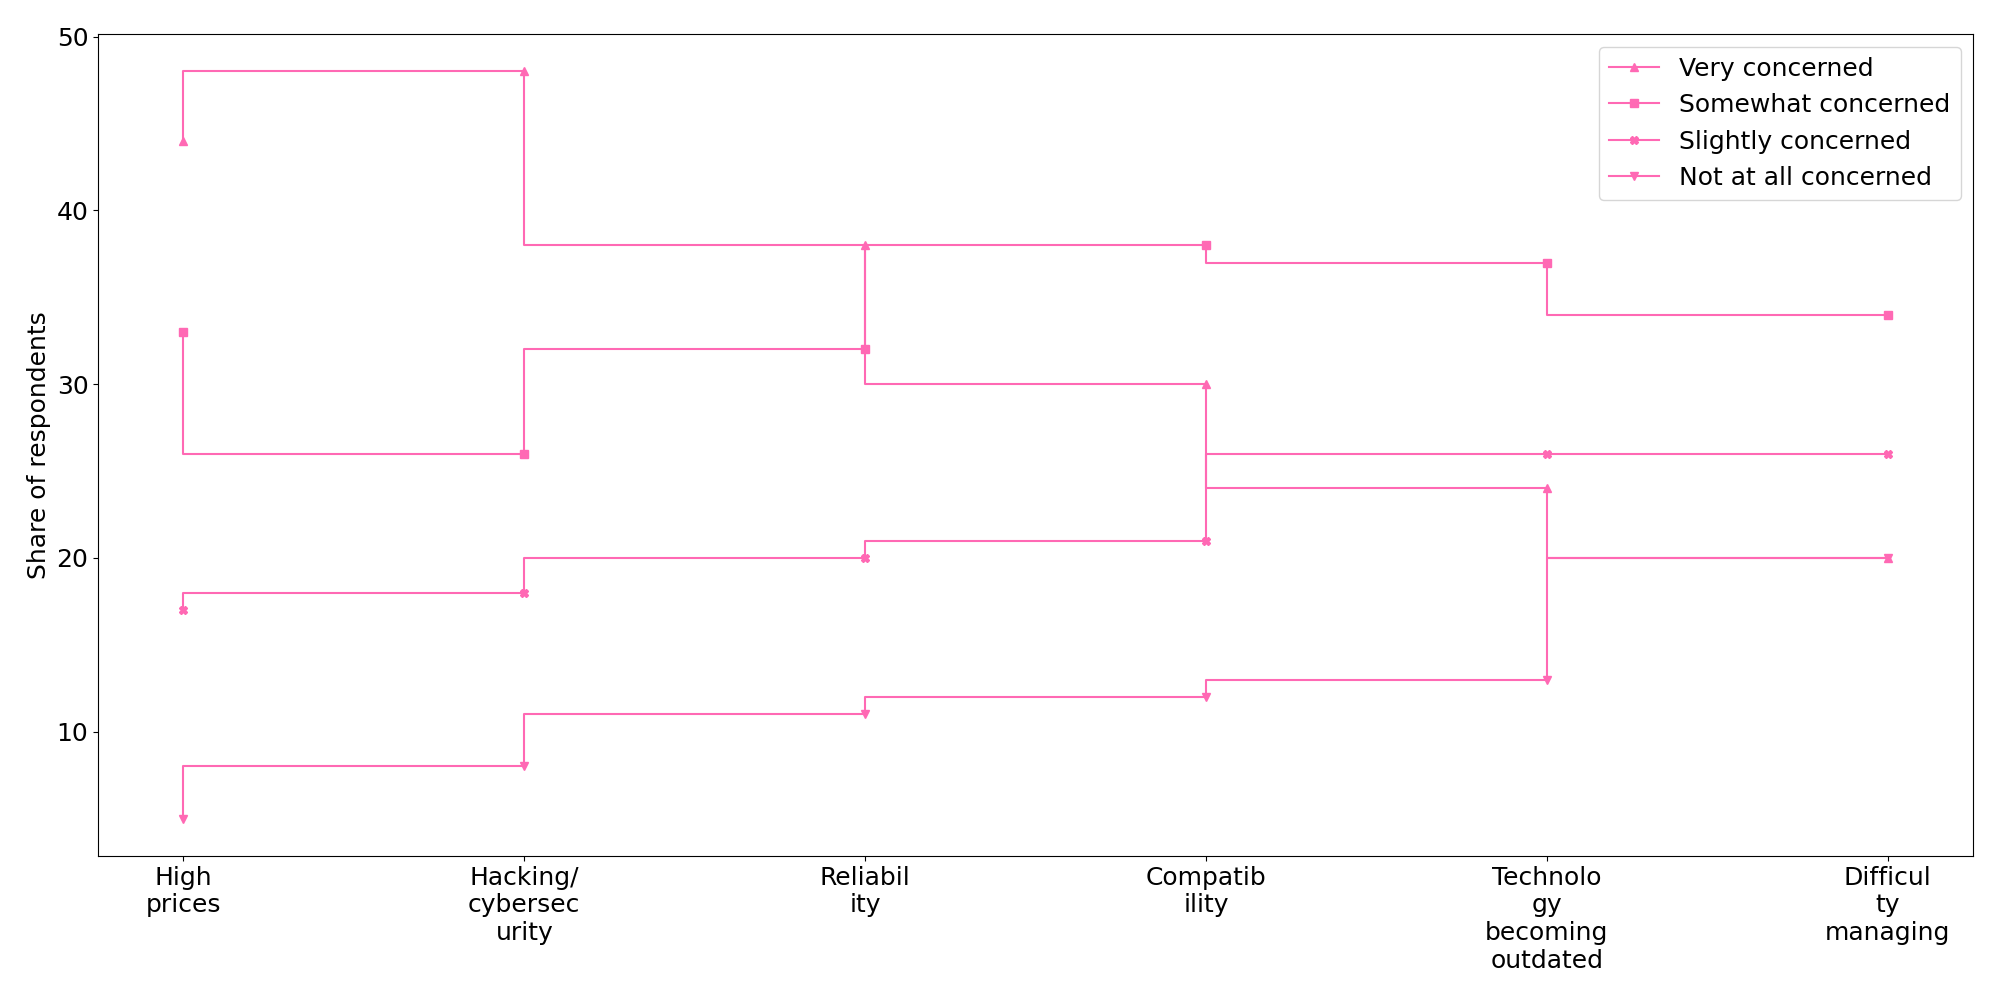 50
40
30
20
10
Share of respondents
Very concerned
Somewhat concerned
Slightly concerned
Not at all concerned
High
prices
Hacking/
cybersec
urity
Reliabil
ity
Compatib
ility
Technolo
gy
becoming
outdated
Difficul
ty
managing